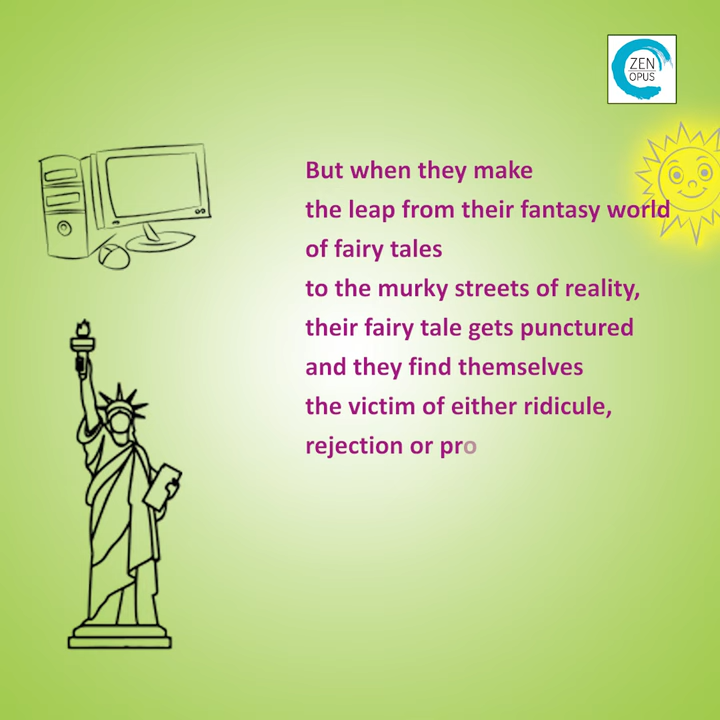 ZEN
OPUS
But when they make
the leap from their fantasy world
of fairy tales
to the murky streets of reality,
their fairy tale gets punctured
and they find themselves
the victim of either ridicule,
rejection or pro